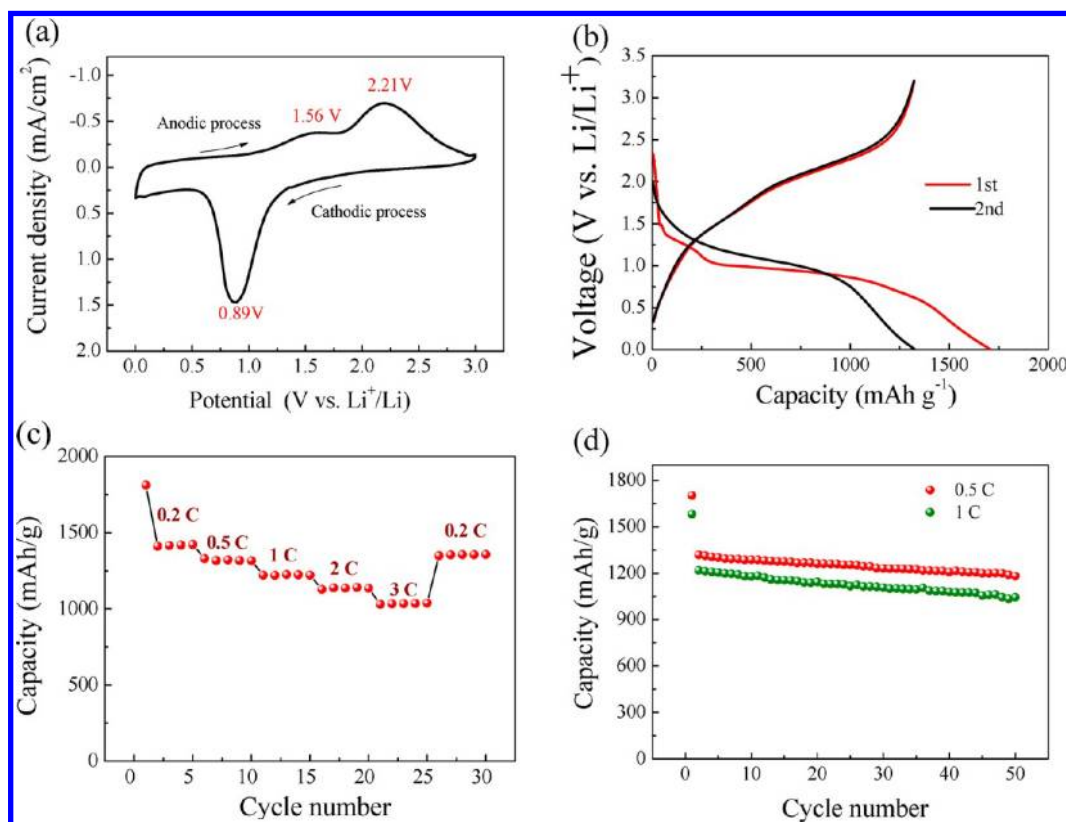 (a)
-1.0
-0.5
0.0
0.5
1.0
1.5
2.0
Current density (mA/cm²)
2.21V
1.56 V
Anodic process
Cathodic process
0.89V
0.0 0.5 1.0 1.5 2.0 2.5 3.0
Potential (V vs. Li⁺/Li)
(b)
3.5
3.0
2.5
2.0
1.5
1.0
0.5
0.0
Voltage (V vs. Li/Li⁺)
1st
2nd
0 500 1000 1500 2000
Capacity (mAh g⁻¹)
(c)
2000
1500
1000
500
0
Capacity (mAh/g)
0.2 C
0.5 C
1 C
2 C
3 C
0.2 C
0 5 10 15 20 25 30
Cycle number
(d)
1800
1500
1200
900
600
300
0
Capacity (mAh/g)
0.5 C
1 C
0 10 20 30 40 50
Cycle number